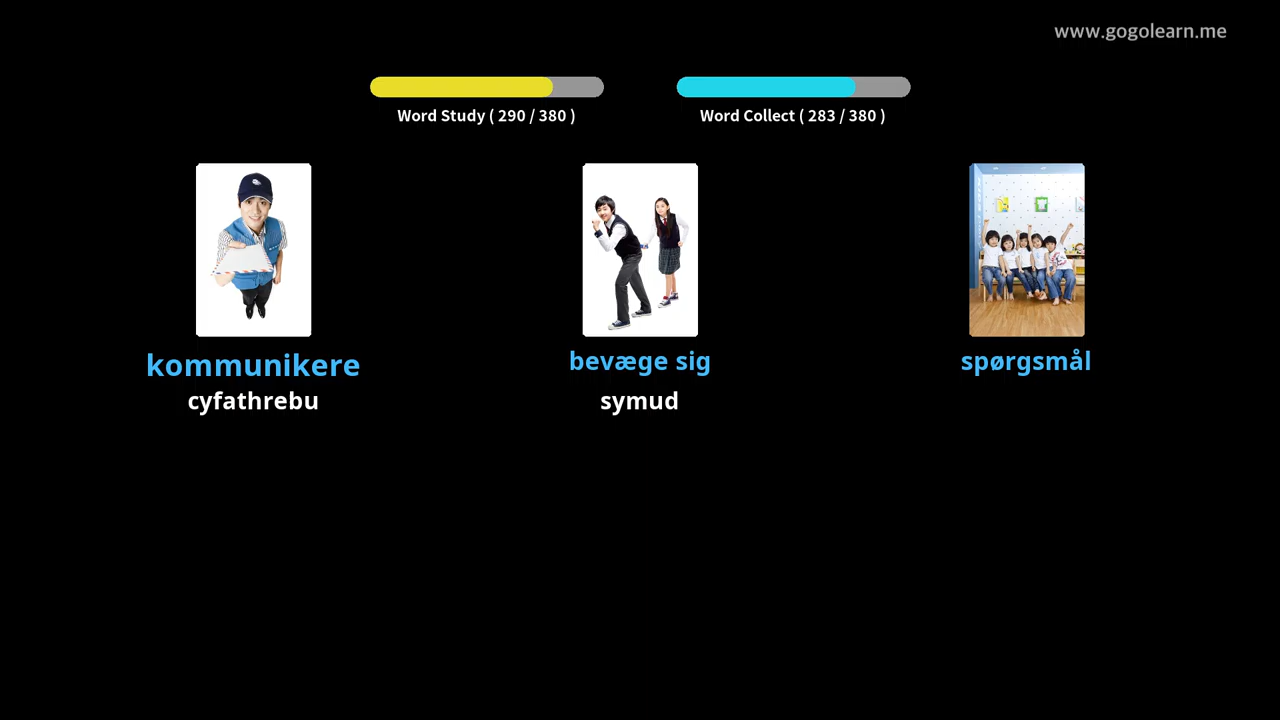 www.gogolearn.me
Word Study ( 290 / 380 )
Word Collect ( 283 / 380 )
kommunikere
cyfathrebu
bevæge sig
symud
spørgsmål